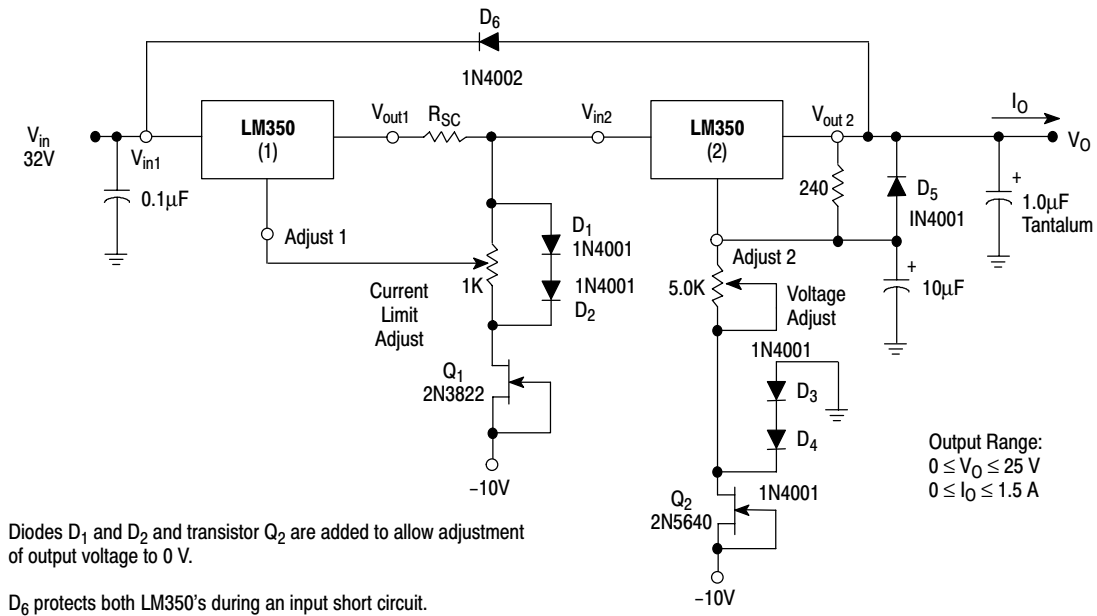 D6
1N4002
Vin
32V
Vin1
0.1μF
LM350
(1)
Vout1
RSC
Vin2
LM350
(2)
Vout 2
IO
VO
Adjust 1
D1
1N4001
1K
1N4001
D2
Current
Limit
Adjust
Q1
2N3822
–10V
240
D5
IN4001
+
1.0μF
Tantalum
Adjust 2
5.0K
Voltage
Adjust
+
10μF
1N4001
D3
D4
1N4001
Q2
2N5640
–10V
Output Range:
0 ≤ VO ≤ 25 V
0 ≤ IO ≤ 1.5 A
Diodes D1 and D2 and transistor Q2 are added to allow adjustment
of output voltage to 0 V.
D6 protects both LM350's during an input short circuit.